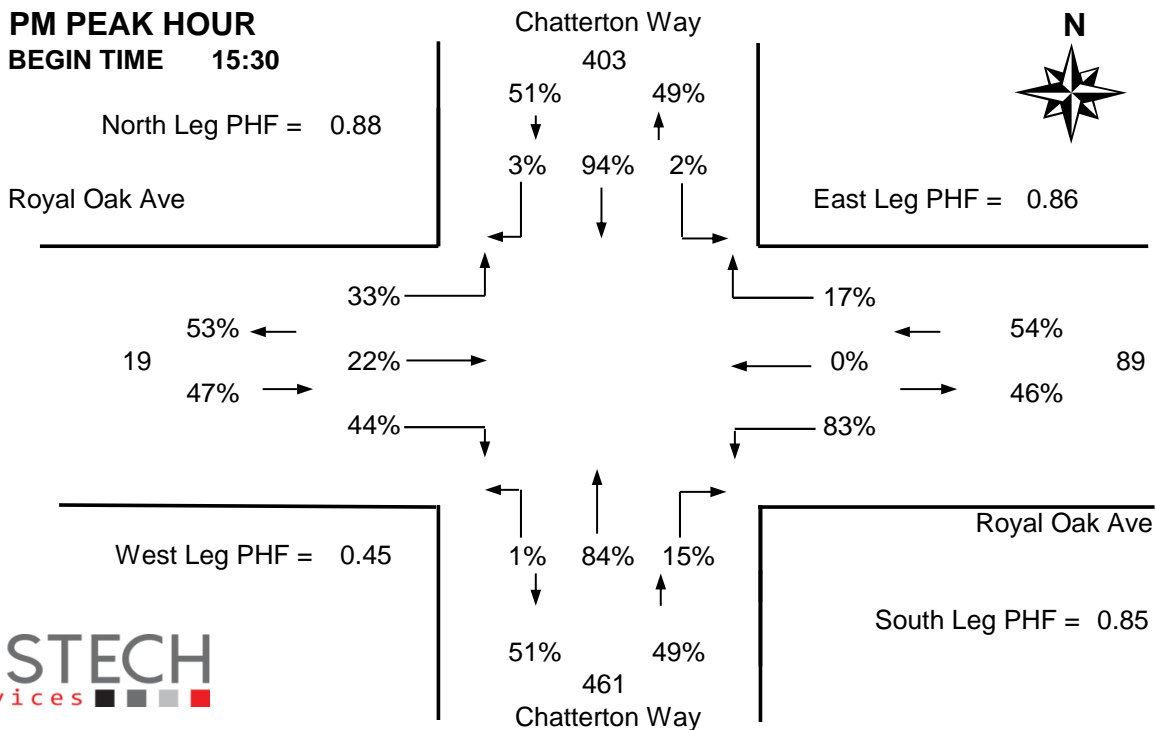 PM PEAK HOUR
BEGIN TIME 15:30
Chatterton Way
403
N
51% 49%
North Leg PHF = 0.88
3% 94% 2%
Royal Oak Ave
East Leg PHF = 0.86
33% 17%
53% 54%
19 22% 0% 89
47% 46%
44% 83%
Royal Oak Ave
West Leg PHF = 0.45
1% 84% 15%
South Leg PHF = 0.85
51% 49%
461
Chatterton Way
STECH
vices